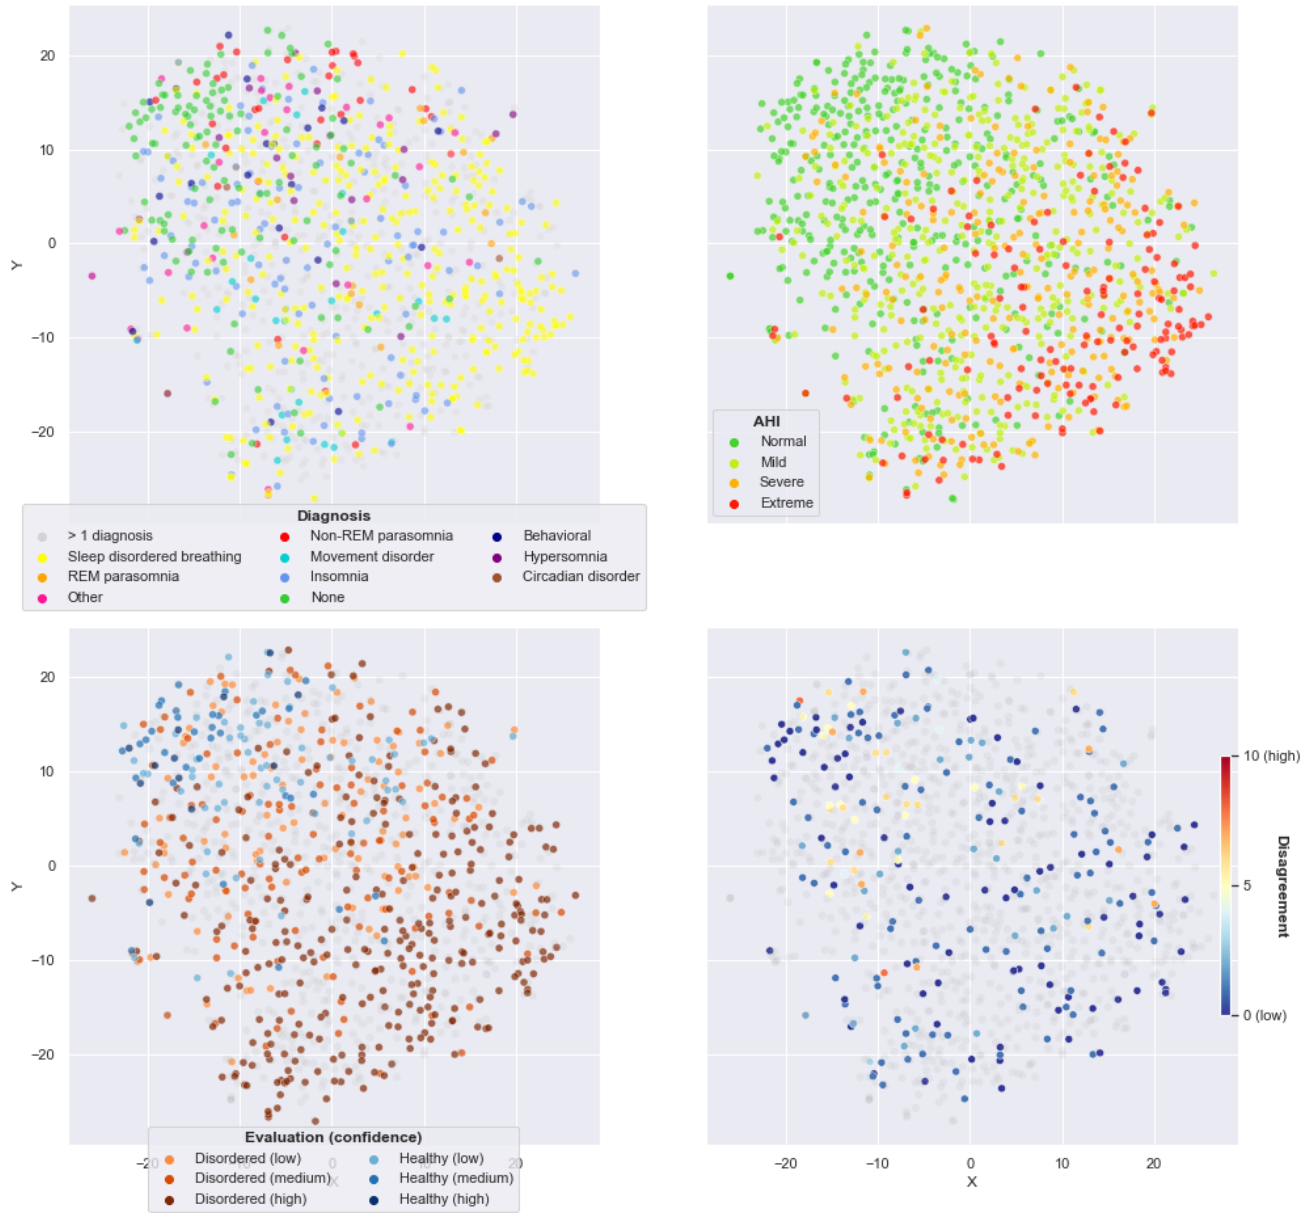 20
10
0
−10
−20
Y
Diagnosis
> 1 diagnosis
Sleep disordered breathing
REM parasomnia
Other
Non-REM parasomnia
Movement disorder
Insomnia
None
Behavioral
Hypersomnia
Circadian disorder
AHI
Normal
Mild
Severe
Extreme
20
10
0
−10
−20
Y
−20
0
20
X
Evaluation (confidence)
Disordered (low)
Disordered (medium)
Disordered (high)
Healthy (low)
Healthy (medium)
Healthy (high)
−20
−10
0
10
20
X
10 (high)
5
0 (low)
Disagreement